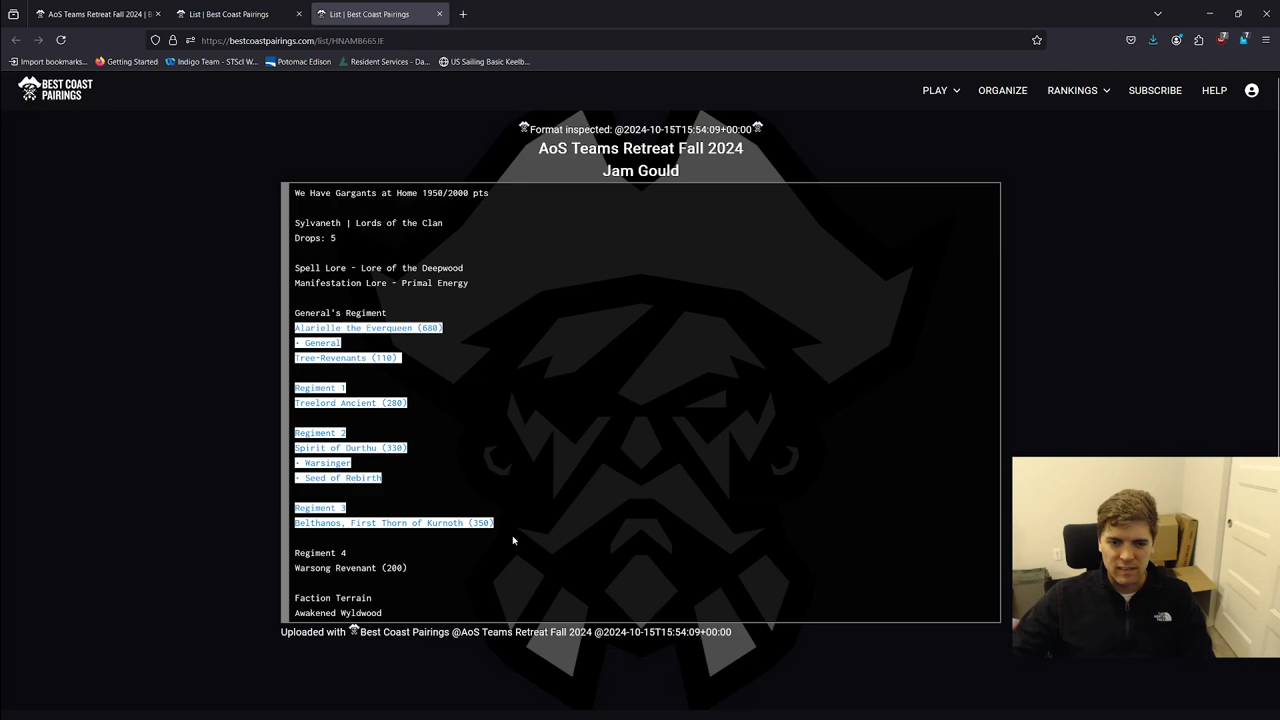 AoS Teams Retreat Fall 2024 | B
List | Best Coast Pairings
List | Best Coast Pairings
https://bestcoastpairings.com/list/HNAMB665JE
Import bookmarks...
Getting Started
Indigo Team - STScI W...
Potomac Edison
Resident Services - Da...
US Sailing Basic Keelb...
BEST COAST
PAIRINGS
PLAY
ORGANIZE
RANKINGS
SUBSCRIBE
HELP
Format inspected: @2024-10-15T15:54:09+00:00
AoS Teams Retreat Fall 2024
Jam Gould
We Have Gargants at Home 1950/2000 pts
Sylvaneth | Lords of the Clan
Drops: 5
Spell Lore - Lore of the Deepwood
Manifestation Lore - Primal Energy
General's Regiment
Alarielle the Everqueen (680)
• General
Tree-Revenants (110)
Regiment 1
Treelord Ancient (280)
Regiment 2
Spirit of Durthu (330)
• Warsinger
• Seed of Rebirth
Regiment 3
Belthanos, First Thorn of Kurnoth (350)
Regiment 4
Warsong Revenant (200)
Faction Terrain
Awakened Wyldwood
Uploaded with Best Coast Pairings @AoS Teams Retreat Fall 2024 @2024-10-15T15:54:09+00:00